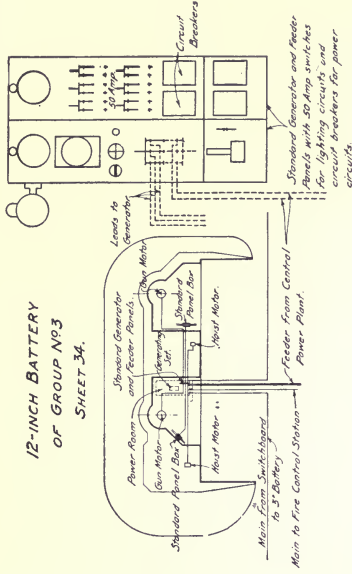 12-INCH BATTERY
OF GROUP Nº3
SHEET 34.
Circuit
Breakers
50 Amp.
Standard Generator and Feeder
Panels with 50 Amp switches
for lighting circuits and
circuit breakers for power
circuits.
Leads to
Generator
Feeder from Central
Power Plant.
Standard Generator
and Feeder Panels.
Power Room
Gun Motor
Generating
Set.
Gun Motor
Standard
Panel Box
Standard Panel Box
Hoist Motor.
Hoist Motor
Main From Switchboard
to 3" Battery
Main to Fire Control Station